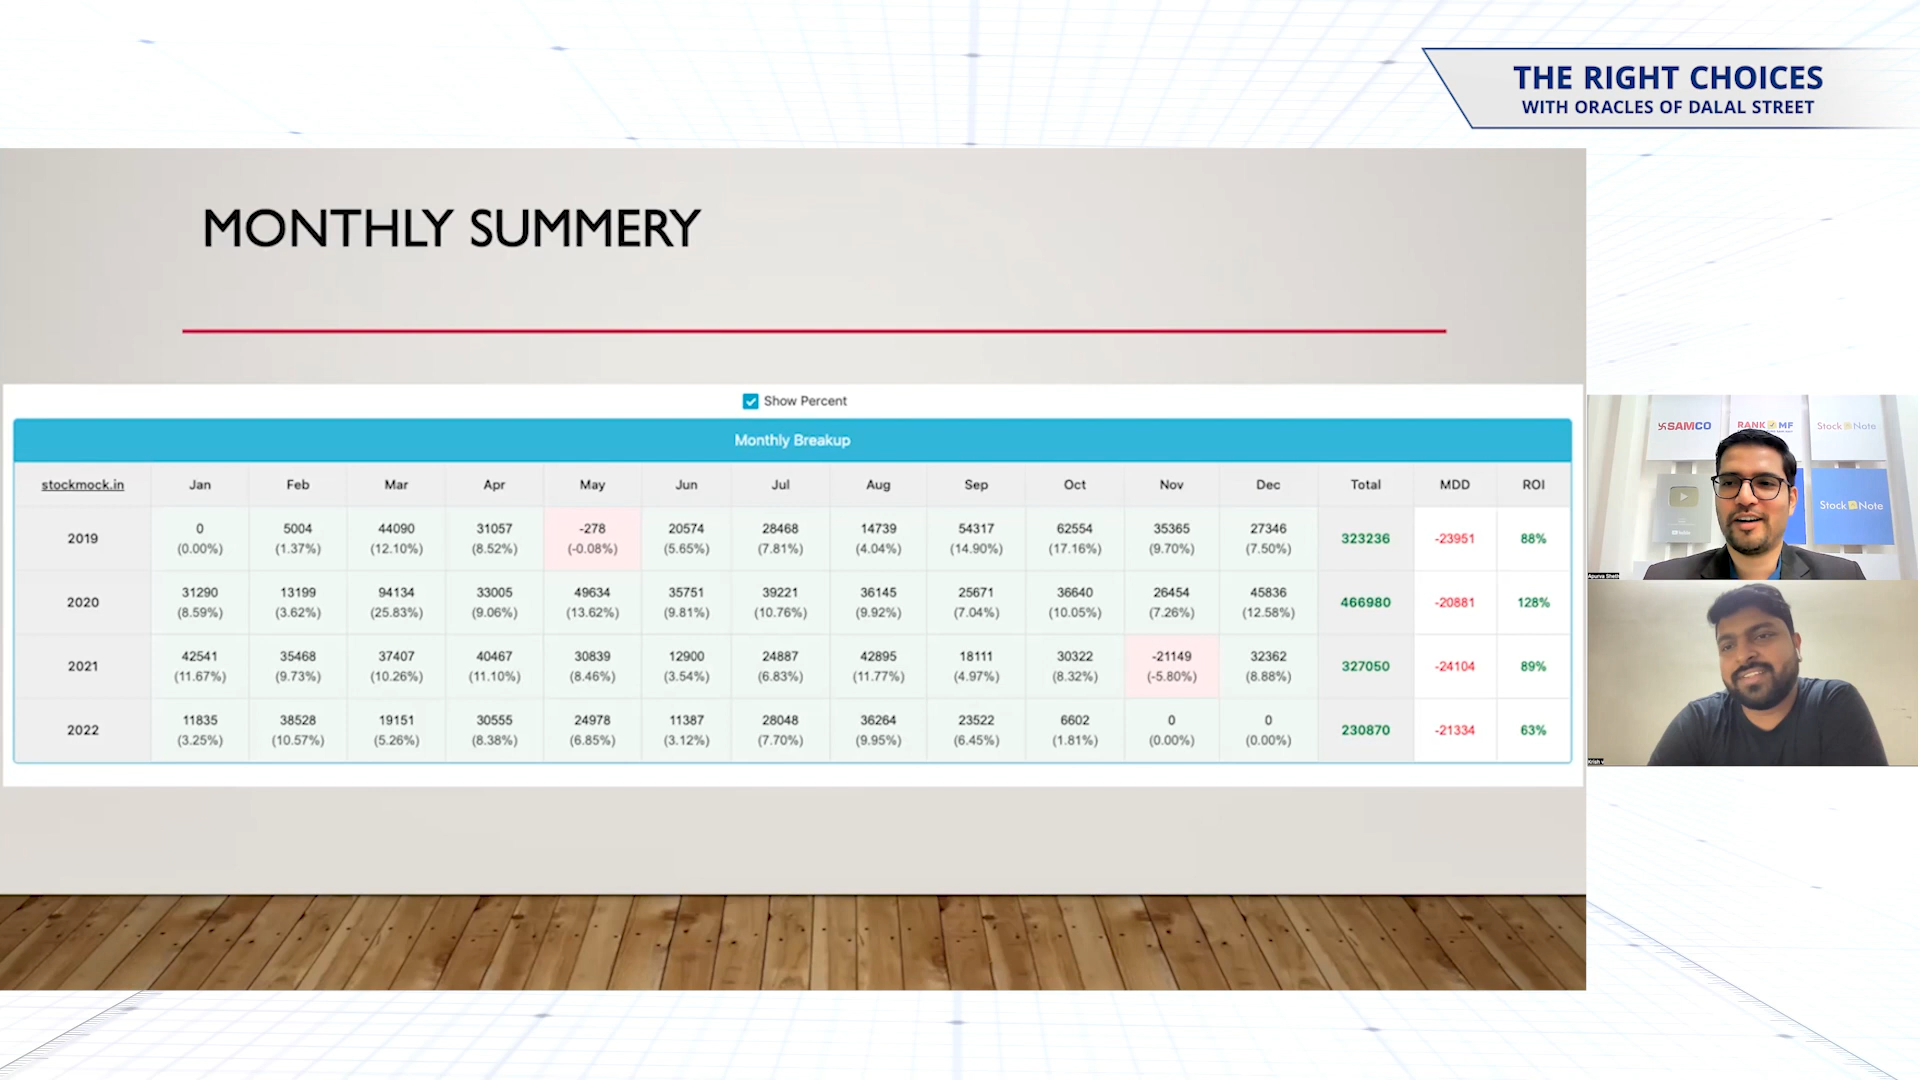 THE RIGHT CHOICES
WITH ORACLES OF DALAL STREET
MONTHLY SUMMERY
Show Percent
Monthly Breakup
stockmock.in Jan Feb Mar Apr May Jun Jul Aug Sep Oct Nov Dec Total MDD ROI
2019 0 5004 44090 31057 -278 20574 28468 14739 54317 62554 35365 27346 323236 -23951 88%
(0.00%) (1.37%) (12.10%) (8.52%) (-0.08%) (5.65%) (7.81%) (4.04%) (14.90%) (17.16%) (9.70%) (7.50%)
2020 31290 13199 94134 33005 49634 35751 39221 36145 25671 36640 26454 45836 466980 -20881 128%
(8.59%) (3.62%) (25.83%) (9.06%) (13.62%) (9.81%) (10.76%) (9.92%) (7.04%) (10.05%) (7.26%) (12.58%)
2021 42541 35468 37407 40467 30839 12900 24887 42895 18111 30322 -21149 32362 327050 -24104 89%
(11.67%) (9.73%) (10.26%) (11.10%) (8.46%) (3.54%) (6.83%) (11.77%) (4.97%) (8.32%) (-5.80%) (8.88%)
2022 11835 38528 19151 30555 24978 11387 28048 36264 23522 6602 0 0 230870 -21334 63%
(3.25%) (10.57%) (5.26%) (8.38%) (6.85%) (3.12%) (7.70%) (9.95%) (6.45%) (1.81%) (0.00%) (0.00%)
SAMCO
RANK MF
StockNote
StockNote
Apurva Sheth
Krish v